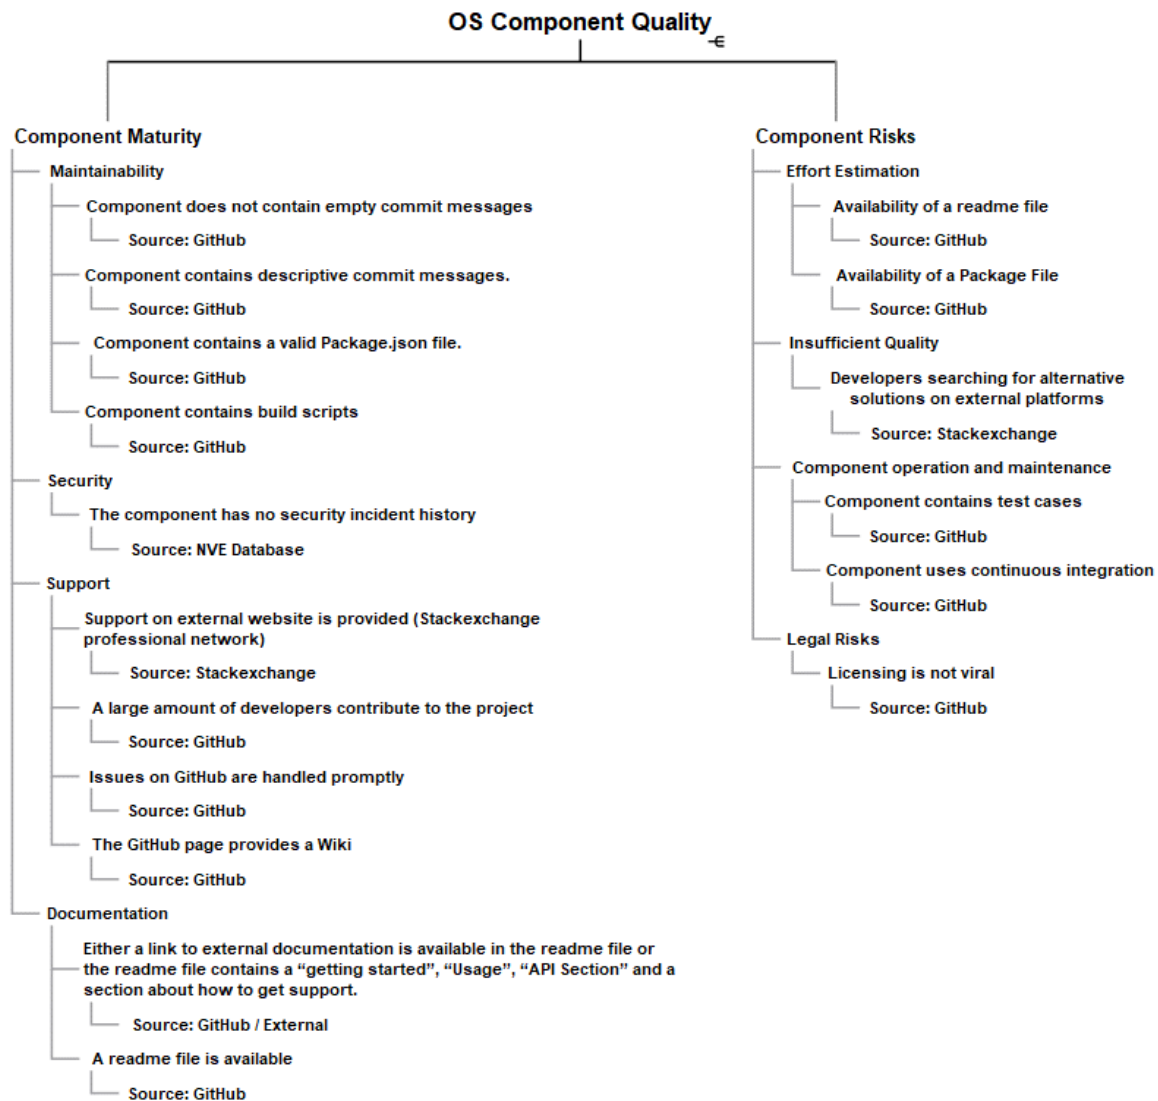 OS Component Quality
Component Maturity
Maintainability
Component does not contain empty commit messages
Source: GitHub
Component contains descriptive commit messages.
Source: GitHub
Component contains a valid Package.json file.
Source: GitHub
Component contains build scripts
Source: GitHub
Security
The component has no security incident history
Source: NVE Database
Support
Support on external website is provided (Stackexchange
professional network)
Source: Stackexchange
A large amount of developers contribute to the project
Source: GitHub
Issues on GitHub are handled promptly
Source: GitHub
The GitHub page provides a Wiki
Source: GitHub
Documentation
Either a link to external documentation is available in the readme file or
the readme file contains a “getting started”, “Usage”, “API Section” and a
section about how to get support.
Source: GitHub / External
A readme file is available
Source: GitHub
Component Risks
Effort Estimation
Availability of a readme file
Source: GitHub
Availability of a Package File
Source: GitHub
Insufficient Quality
Developers searching for alternative
solutions on external platforms
Source: Stackexchange
Component operation and maintenance
Component contains test cases
Source: GitHub
Component uses continuous integration
Source: GitHub
Legal Risks
Licensing is not viral
Source: GitHub